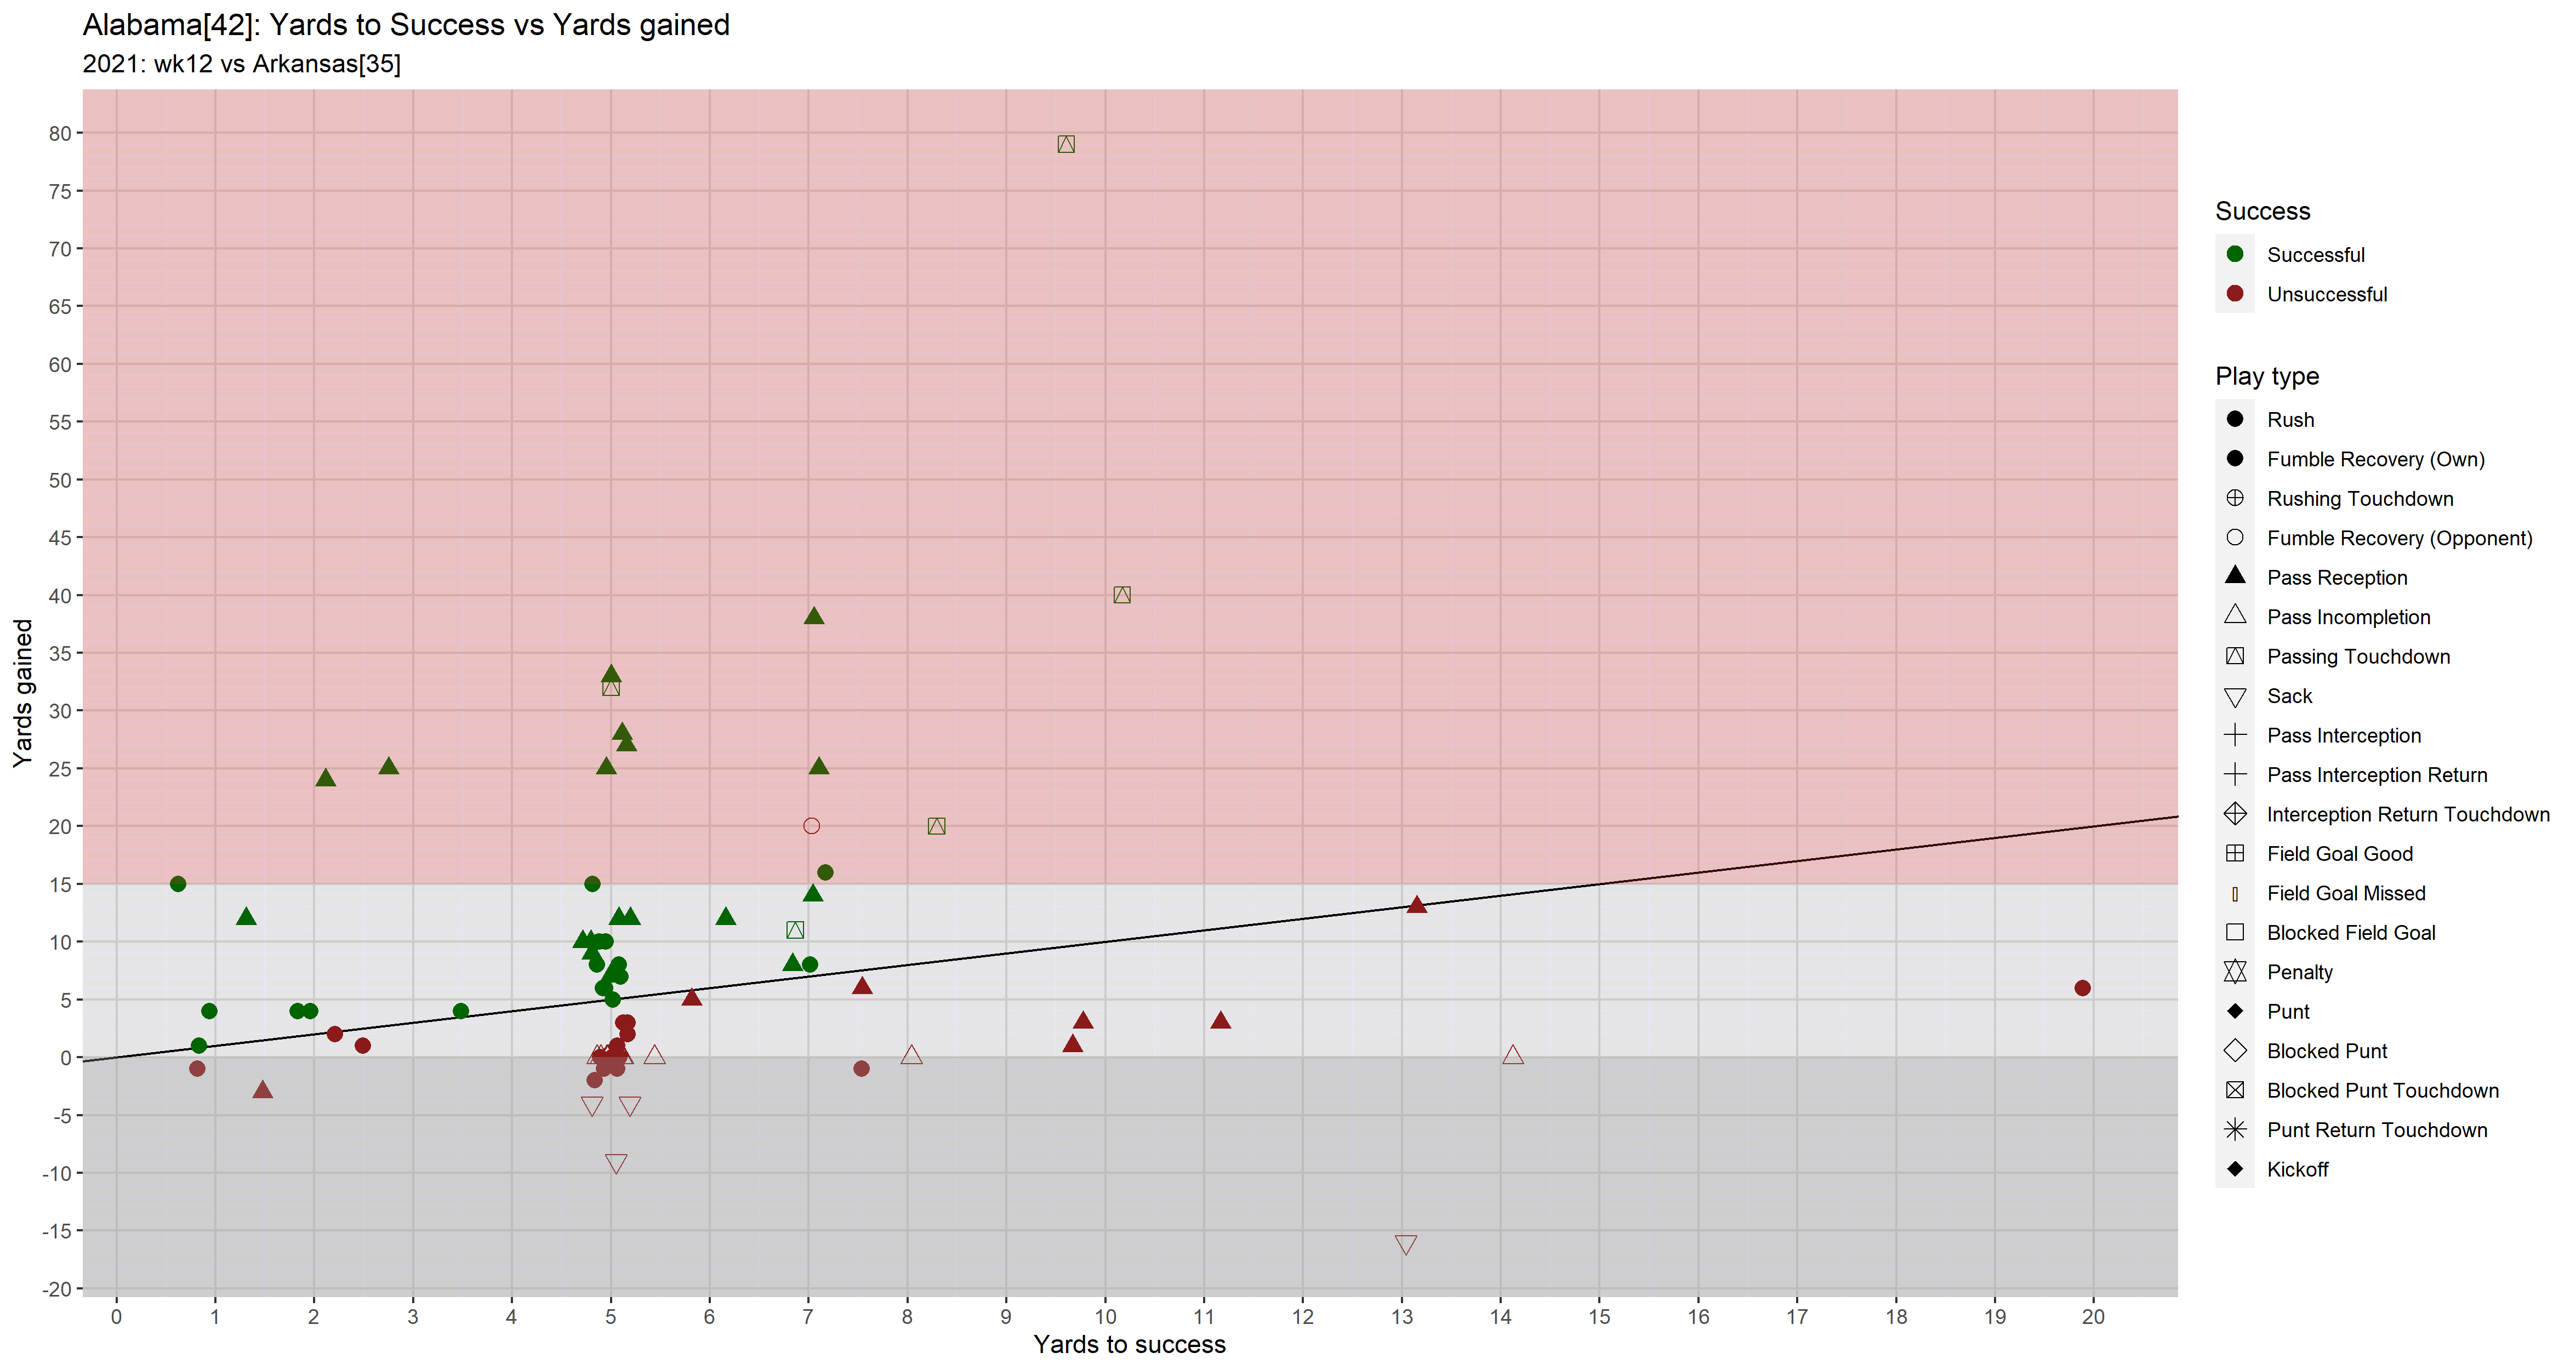 Alabama[42]: Yards to Success vs Yards gained
2021: wk12 vs Arkansas[35]
Yards gained
80
75
70
65
60
55
50
45
40
35
30
25
20
15
10
5
0
-5
-10
-15
-20
0 1 2 3 4 5 6 7 8 9 10 11 12 13 14 15 16 17 18 19 20
Yards to success
Success
Successful
Unsuccessful
Play type
Rush
Fumble Recovery (Own)
Rushing Touchdown
Fumble Recovery (Opponent)
Pass Reception
Pass Incompletion
Passing Touchdown
Sack
Pass Interception
Pass Interception Return
Interception Return Touchdown
Field Goal Good
Field Goal Missed
Blocked Field Goal
Penalty
Punt
Blocked Punt
Blocked Punt Touchdown
Punt Return Touchdown
Kickoff